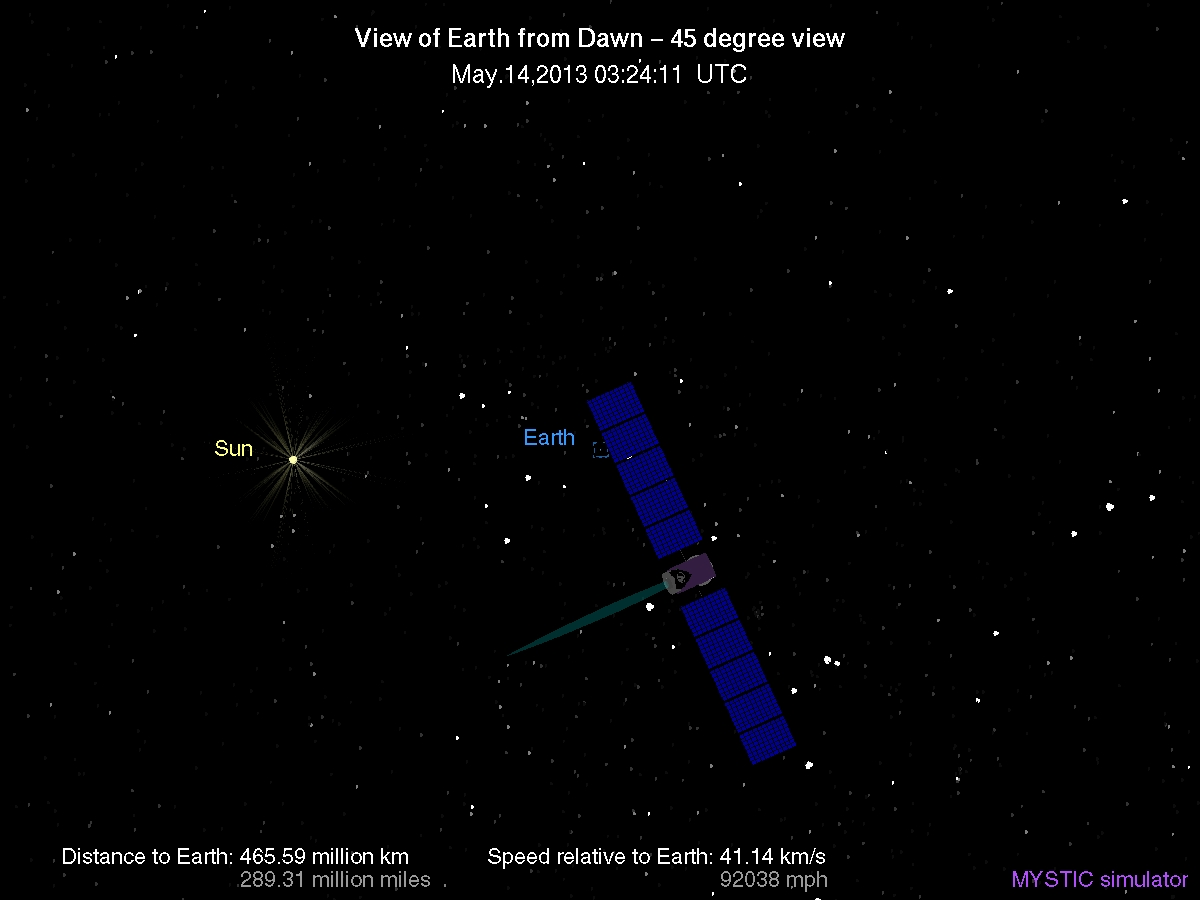 View of Earth from Dawn – 45 degree view
May.14,2013 03:24:11 UTC
Sun
Earth
Distance to Earth: 465.59 million km
289.31 million miles
Speed relative to Earth: 41.14 km/s
92038 mph
MYSTIC simulator